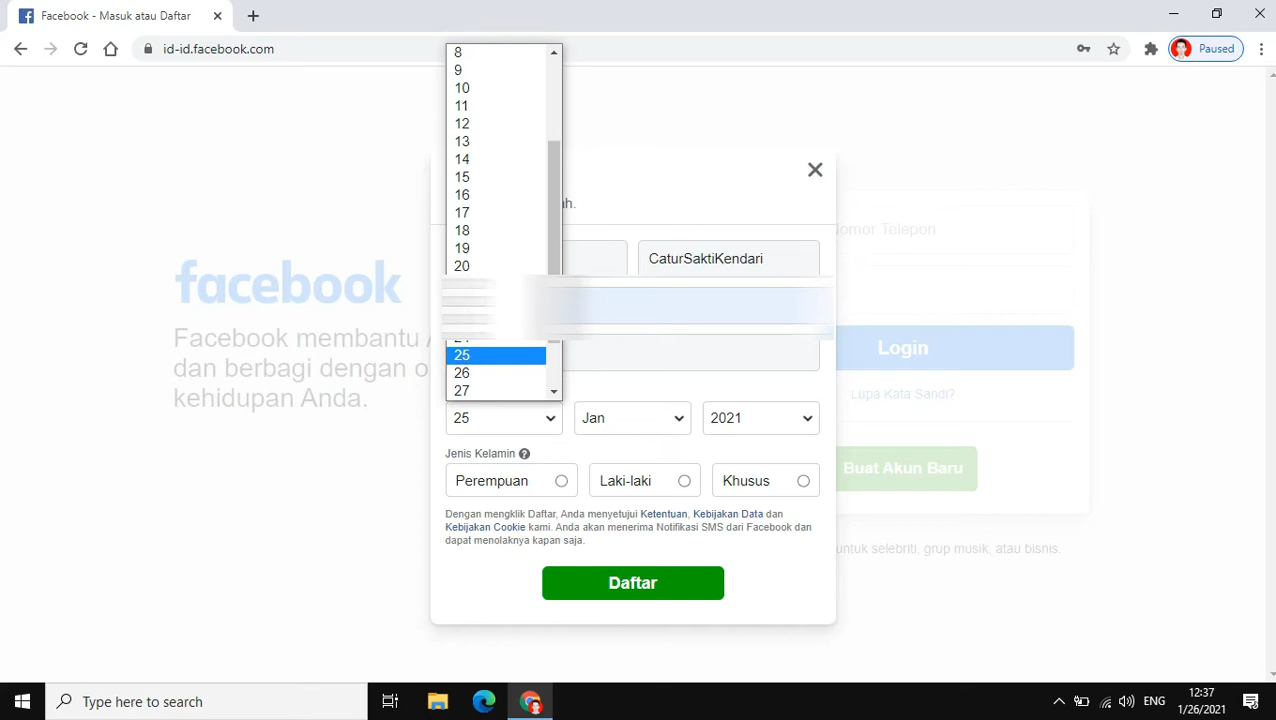 Facebook - Masuk atau Daftar
id-id.facebook.com
Paused
8
9
10
11
12
13
14
15
16
17
18
19
20
25
26
27
ah.
CaturSaktiKendari
25
Jan
2021
Jenis Kelamin
Perempuan
Laki-laki
Khusus
Dengan mengklik Daftar, Anda menyetujui Ketentuan, Kebijakan Data dan
Kebijakan Cookie kami. Anda akan menerima Notifikasi SMS dari Facebook dan
dapat menolaknya kapan saja.
Daftar
facebook
Facebook membantu
dan berbagi dengan o
kehidupan Anda.
Nomor Telepon
Login
Lupa Kata Sandi?
Buat Akun Baru
untuk selebriti, grup musik, atau bisnis.
Type here to search
ENG
12:37
1/26/2021